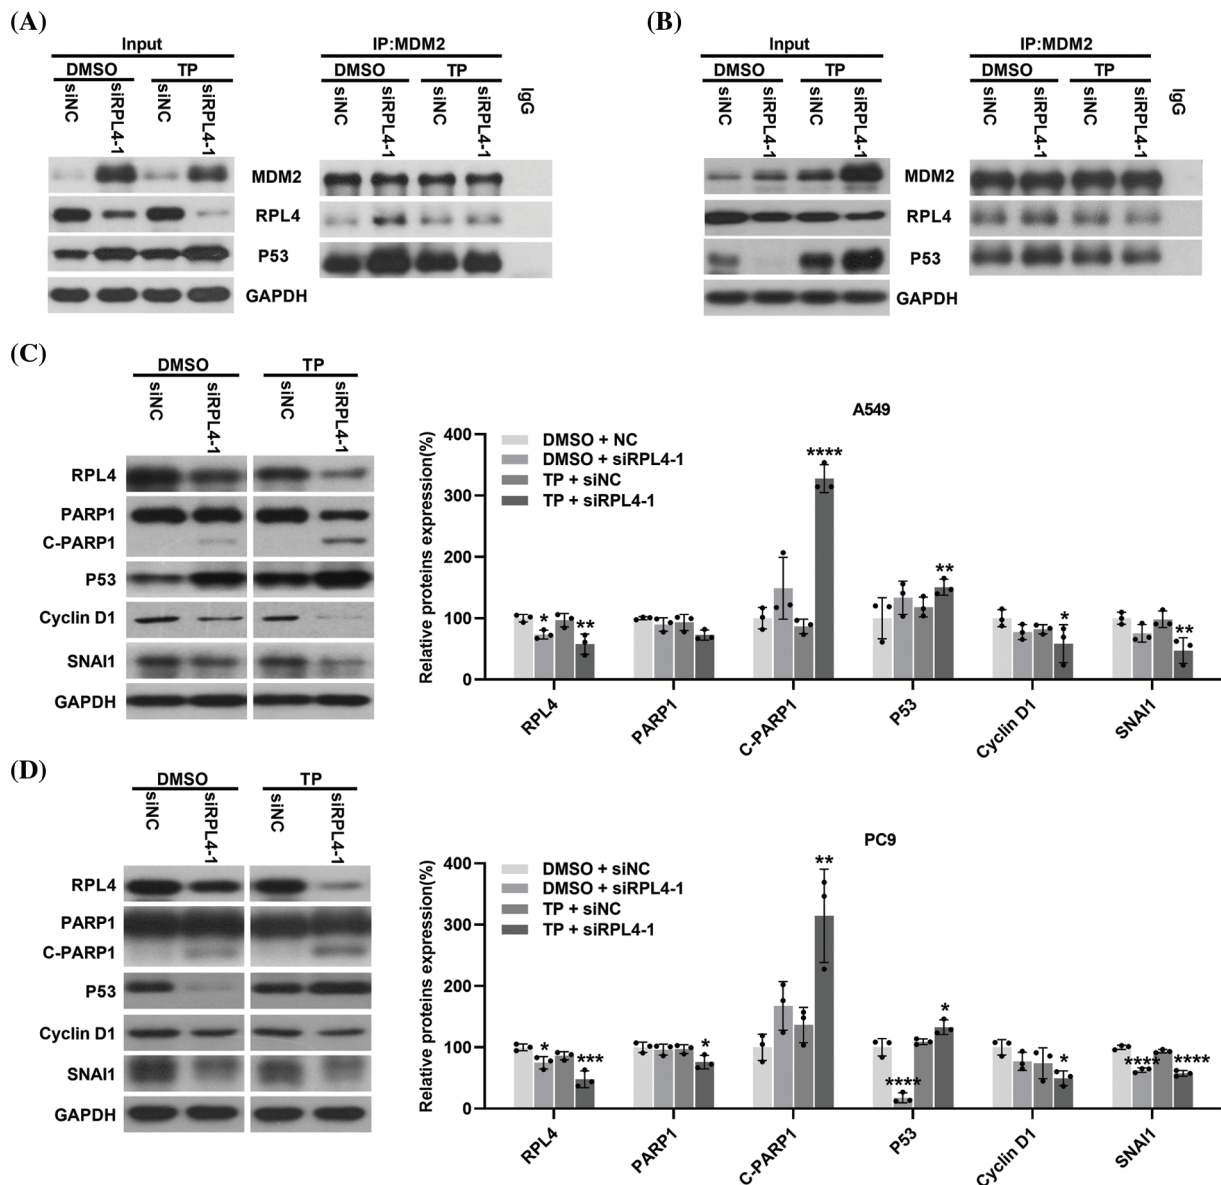 (A)
Input
IP:MDM2
DMSO
TP
DMSO
TP
siNC
siRPL4-1
siNC
siRPL4-1
siNC
siRPL4-1
siNC
siRPL4-1
IgG
MDM2
RPL4
P53
GAPDH
(B)
Input
IP:MDM2
DMSO
TP
DMSO
TP
siNC
siRPL4-1
siNC
siRPL4-1
siNC
siRPL4-1
siNC
siRPL4-1
IgG
MDM2
RPL4
P53
GAPDH
(C)
DMSO
TP
siNC
siRPL4-1
siNC
siRPL4-1
RPL4
PARP1
C-PARP1
P53
Cyclin D1
SNAI1
GAPDH
A549
Relative proteins expression(%)
400
300
200
100
0
DMSO + NC
DMSO + siRPL4-1
TP + siNC
TP + siRPL4-1
*
**
****
**
*
**
RPL4
PARP1
C-PARP1
P53
Cyclin D1
SNAI1
(D)
DMSO
TP
siNC
siRPL4-1
siNC
siRPL4-1
RPL4
PARP1
C-PARP1
P53
Cyclin D1
SNAI1
GAPDH
PC9
Relative proteins expression(%)
400
300
200
100
0
DMSO + siNC
DMSO + siRPL4-1
TP + siNC
TP + siRPL4-1
*
***
*
**
****
*
*
****
****
RPL4
PARP1
C-PARP1
P53
Cyclin D1
SNAI1